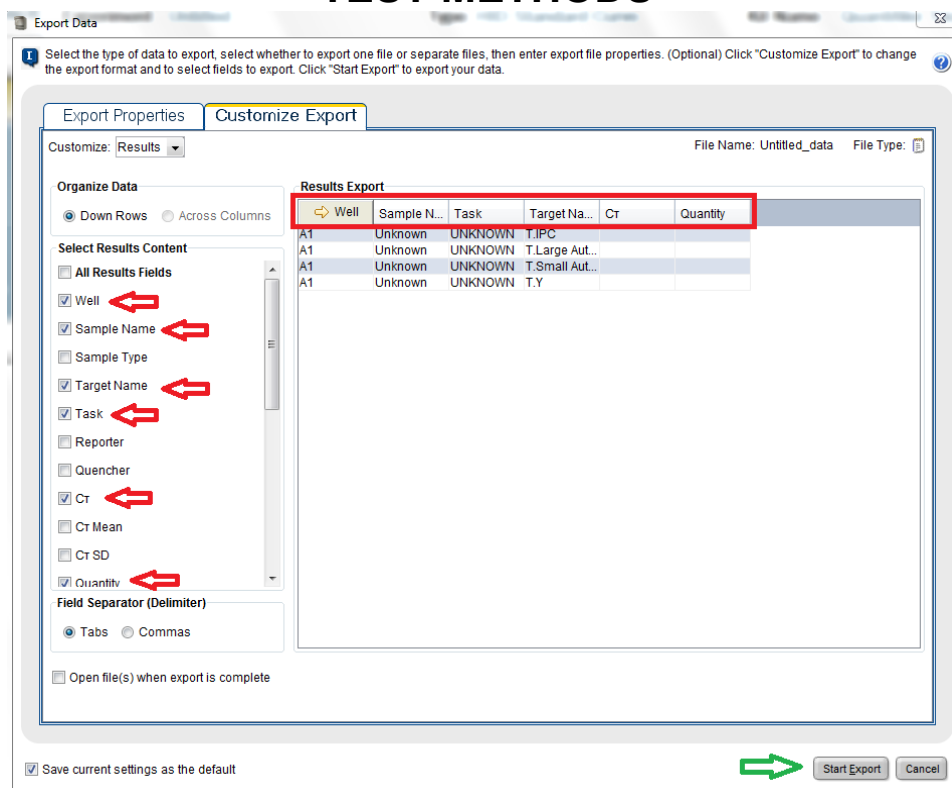 TEST METHODS
Export Data
Select the type of data to export, select whether to export one file or separate files, then enter export file properties. (Optional) Click "Customize Export" to change
the export format and to select fields to export. Click "Start Export" to export your data.
Export Properties Customize Export
Customize: Results File Name: Untitled_data File Type:
Organize Data
Down Rows Across Columns
Select Results Content
All Results Fields
Well
Sample Name
Sample Type
Target Name
Task
Reporter
Quencher
Cт
Cт Mean
Cт SD
Quantity
Field Separator (Delimiter)
Tabs Commas
Open file(s) when export is complete
Results Export
Well Sample N... Task Target Na... Cт Quantity
A1 Unknown UNKNOWN T.IPC
A1 Unknown UNKNOWN T.Large Aut...
A1 Unknown UNKNOWN T.Small Aut...
A1 Unknown UNKNOWN T.Y
Save current settings as the default
Start Export Cancel